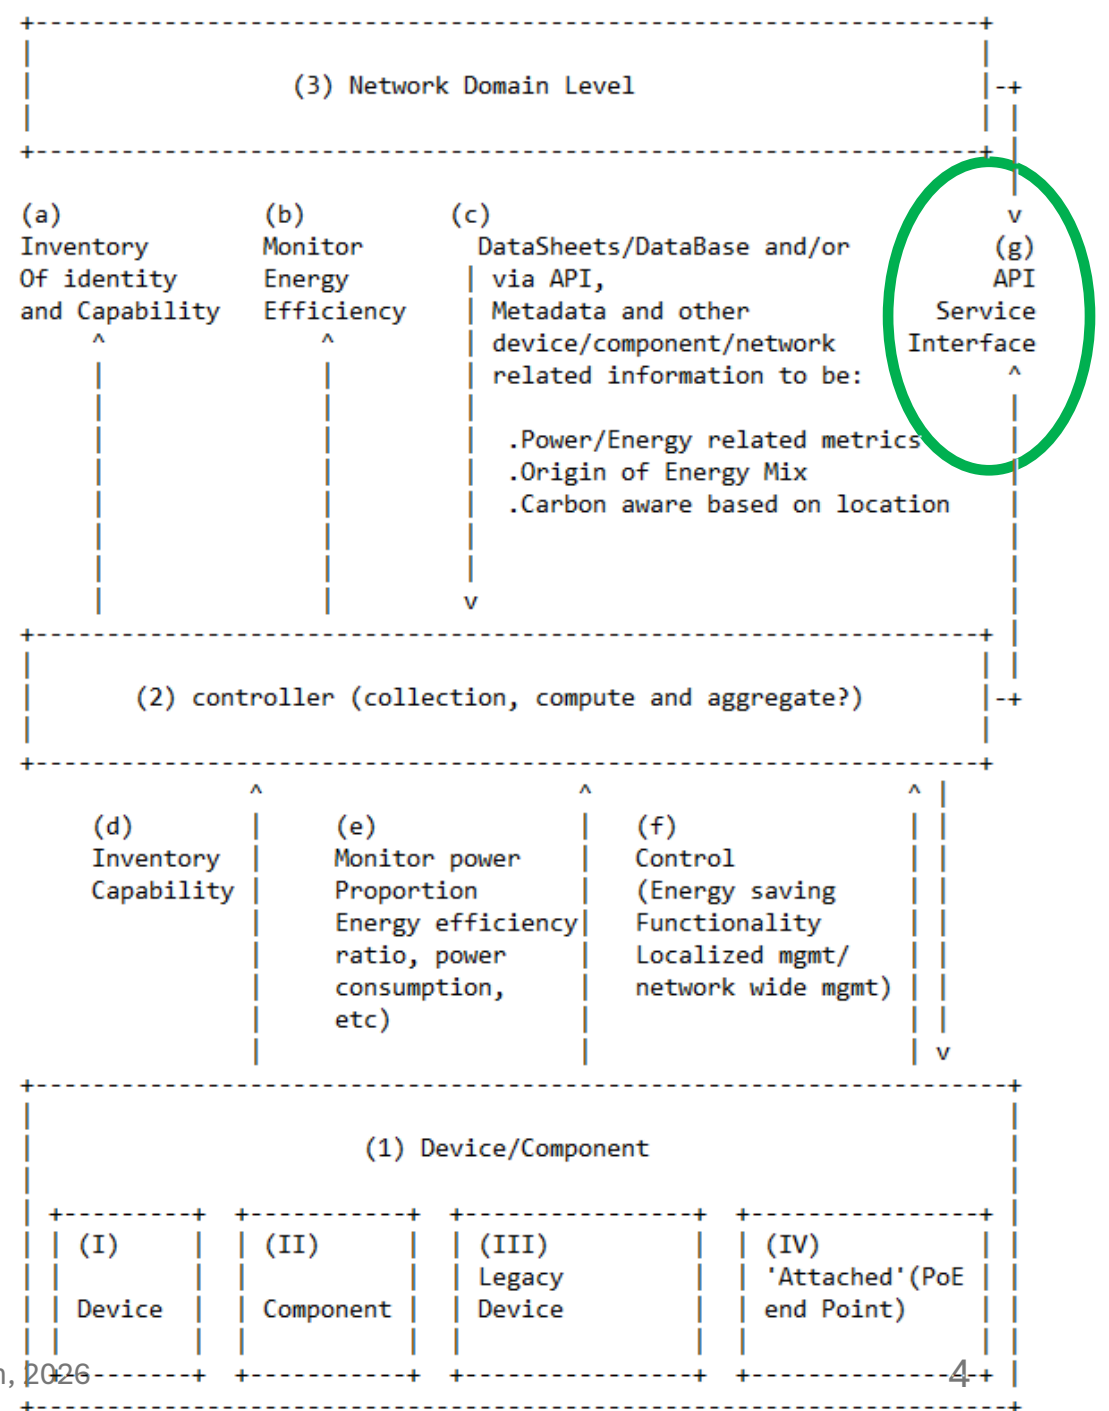 (3) Network Domain Level
(a)
Inventory
Of identity
and Capability
(b)
Monitor
Energy
Efficiency
(c)
DataSheets/DataBase and/or
via API,
Metadata and other
device/component/network
related information to be:
.Power/Energy related metrics
.Origin of Energy Mix
.Carbon aware based on location
(g)
API
Service
Interface
(2) controller (collection, compute and aggregate?)
(d)
Inventory
Capability
(e)
Monitor power
Proportion
Energy efficiency
ratio, power
consumption,
etc)
(f)
Control
(Energy saving
Functionality
Localized mgmt/
network wide mgmt)
(1) Device/Component
(I)
Device
(II)
Component
(III)
Legacy
Device
(IV)
'Attached'(PoE
end Point)
, 2026
4